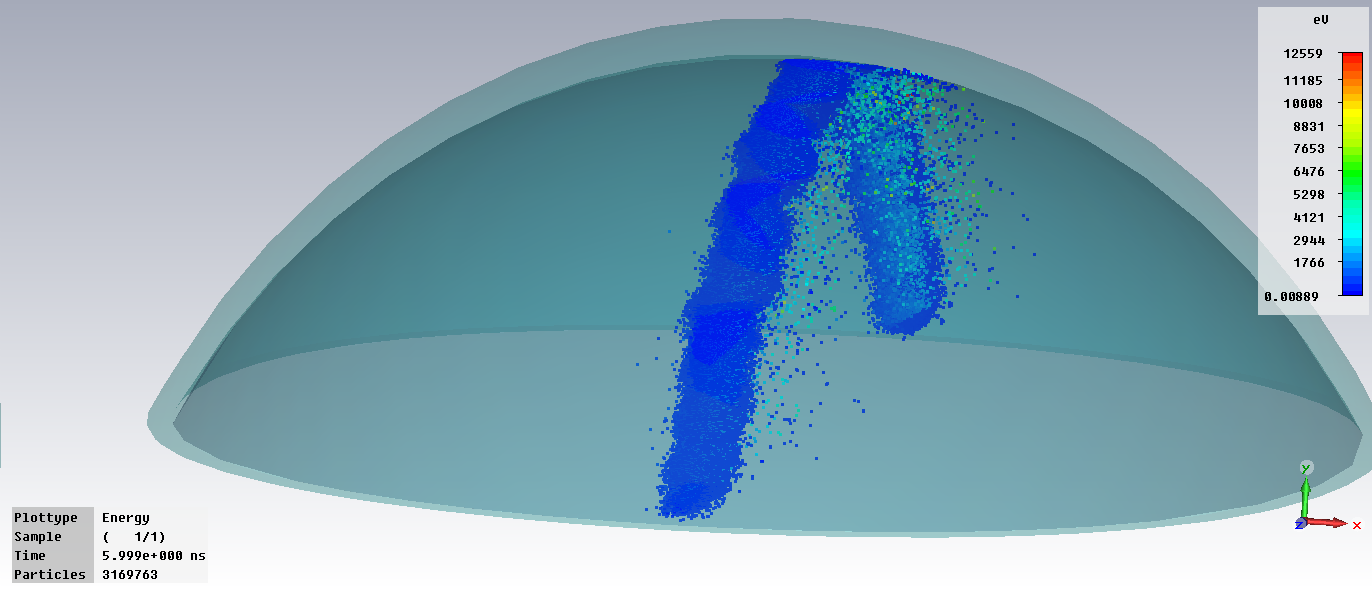 eV
12559
11185
10008
8831
7653
6476
5298
4121
2944
1766
0.00889
y
z x
Plottype Energy
Sample ( 1/1)
Time 5.999e+000 ns
Particles 3169763